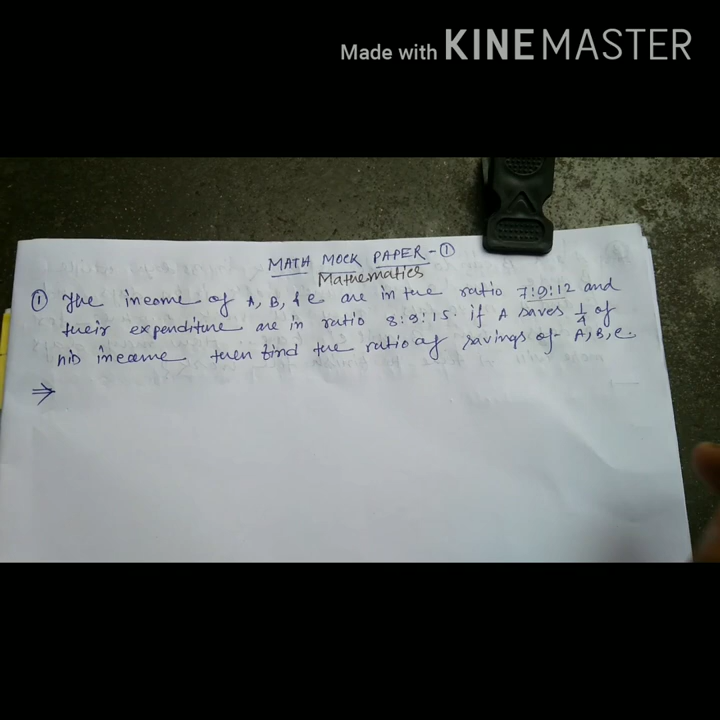 Made with KINEMASTER
MATH MOCK PAPER - ①
Mathematics
① The income of A, B, & C are in the ratio 7:9:12 and
their expenditure are in ratio 8:9:15. if A saves 1/4 of
his income then find the ratio of savings of A, B, C.
⇒